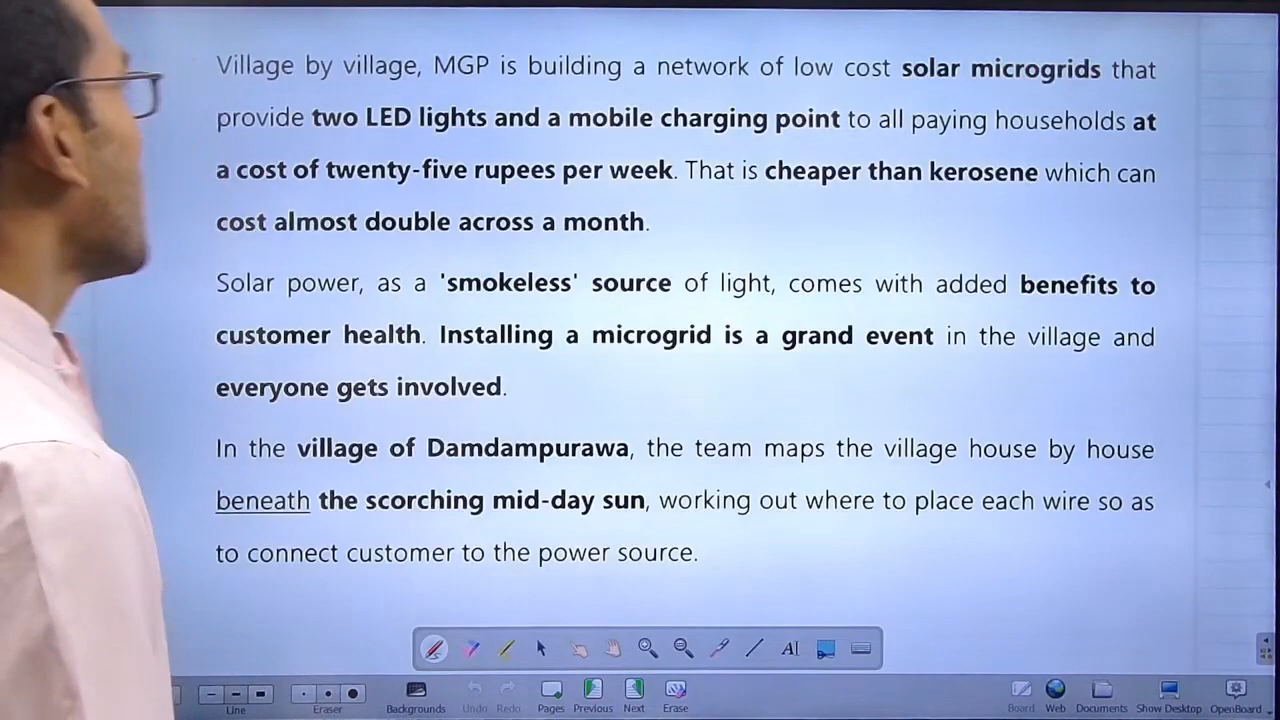 Village by village, MGP is building a network of low cost solar microgrids that
provide two LED lights and a mobile charging point to all paying households at
a cost of twenty-five rupees per week. That is cheaper than kerosene which can
cost almost double across a month.
Solar power, as a 'smokeless' source of light, comes with added benefits to
customer health. Installing a microgrid is a grand event in the village and
everyone gets involved.
In the village of Damdampurawa, the team maps the village house by house
beneath the scorching mid-day sun, working out where to place each wire so as
to connect customer to the power source.
Line Eraser Backgrounds Undo Redo Pages Previous Next Erase Board Web Documents Show Desktop OpenBoard